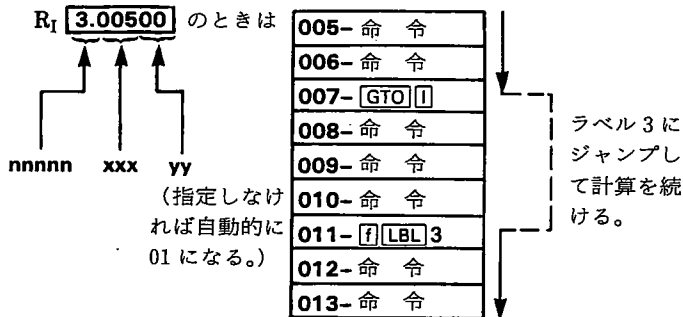 R_I 3.00500 のときは
nnnnn xxx yy
(指定しなけ
れば自動的に
01 になる。)
005- 命 令
006- 命 令
007- GTO I
008- 命 令
009- 命 令
010- 命 令
011- f LBL 3
012- 命 令
013- 命 令
ラベル 3 に
ジャンプし
て計算を続
ける。